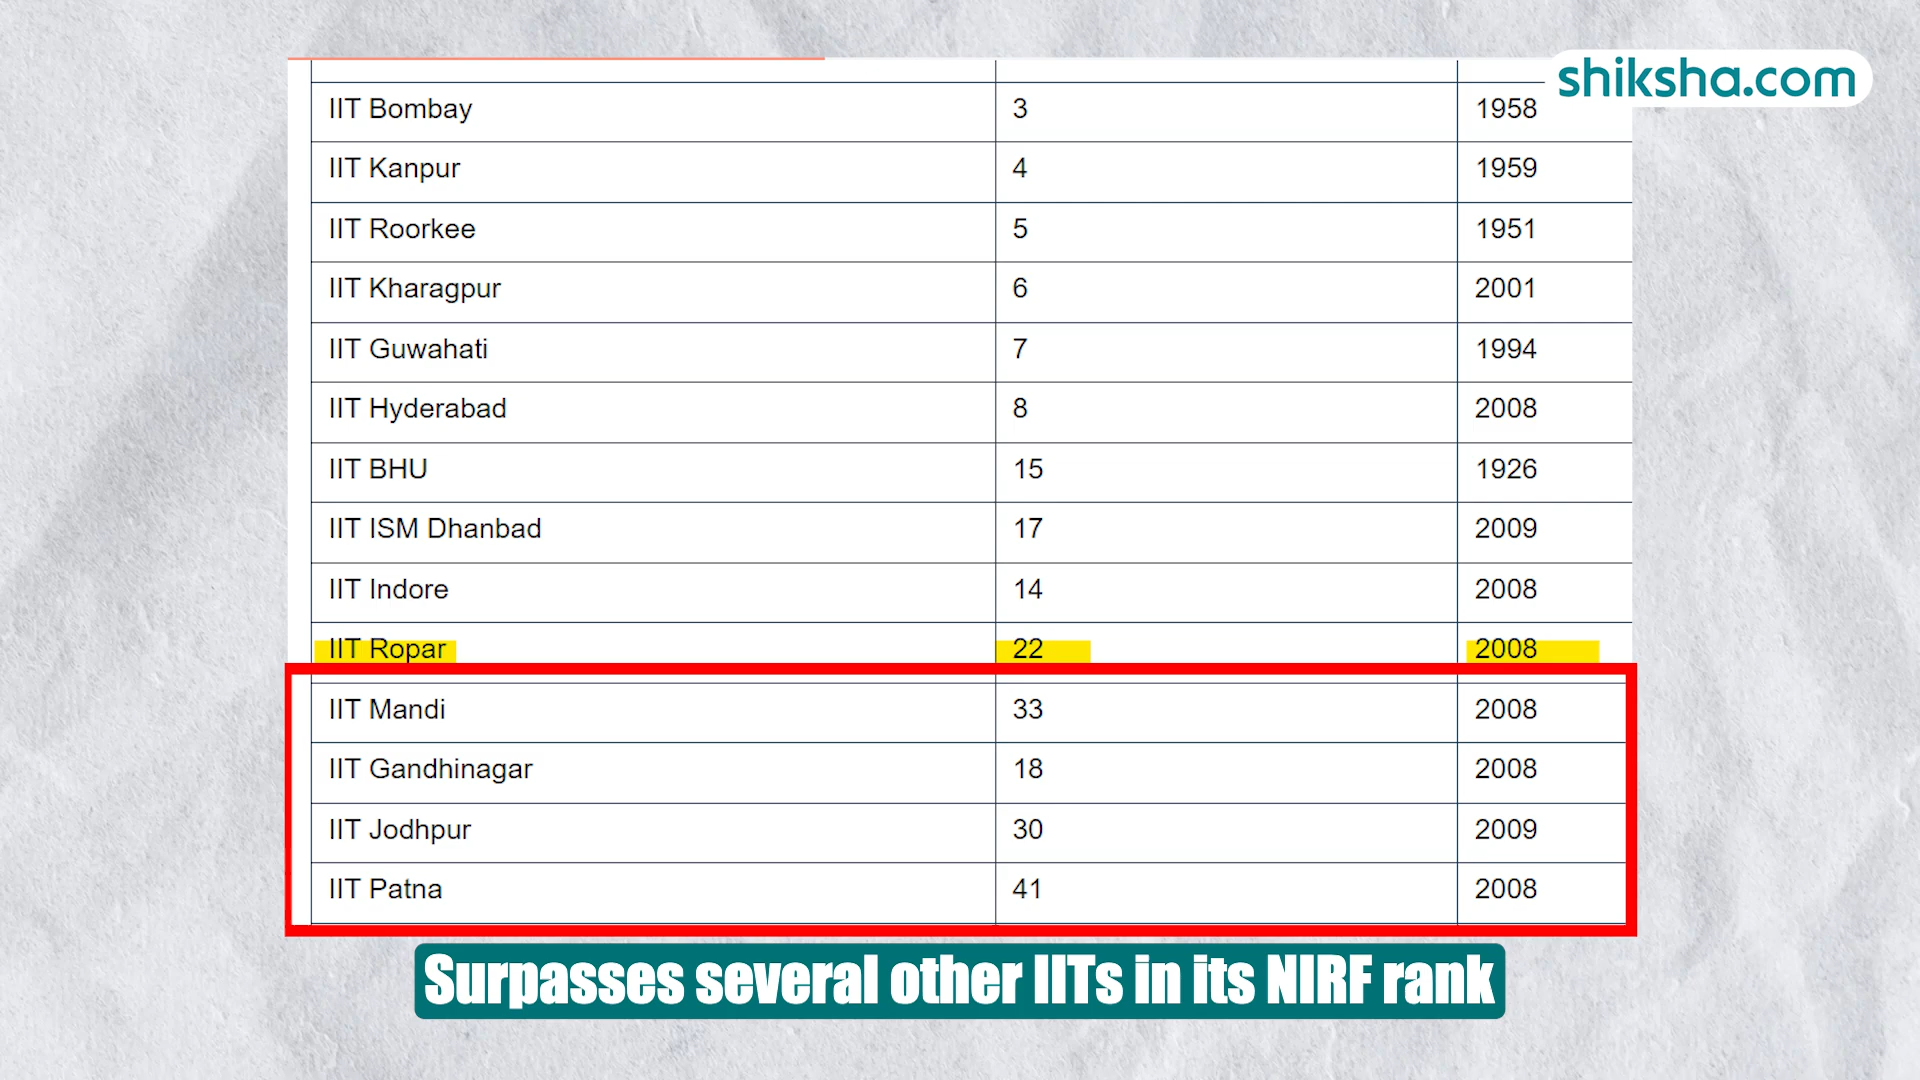 shiksha.com
IIT Bombay 3 1958
IIT Kanpur 4 1959
IIT Roorkee 5 1951
IIT Kharagpur 6 2001
IIT Guwahati 7 1994
IIT Hyderabad 8 2008
IIT BHU 15 1926
IIT ISM Dhanbad 17 2009
IIT Indore 14 2008
IIT Ropar 22 2008
IIT Mandi 33 2008
IIT Gandhinagar 18 2008
IIT Jodhpur 30 2009
IIT Patna 41 2008
Surpasses several other IITs in its NIRF rank